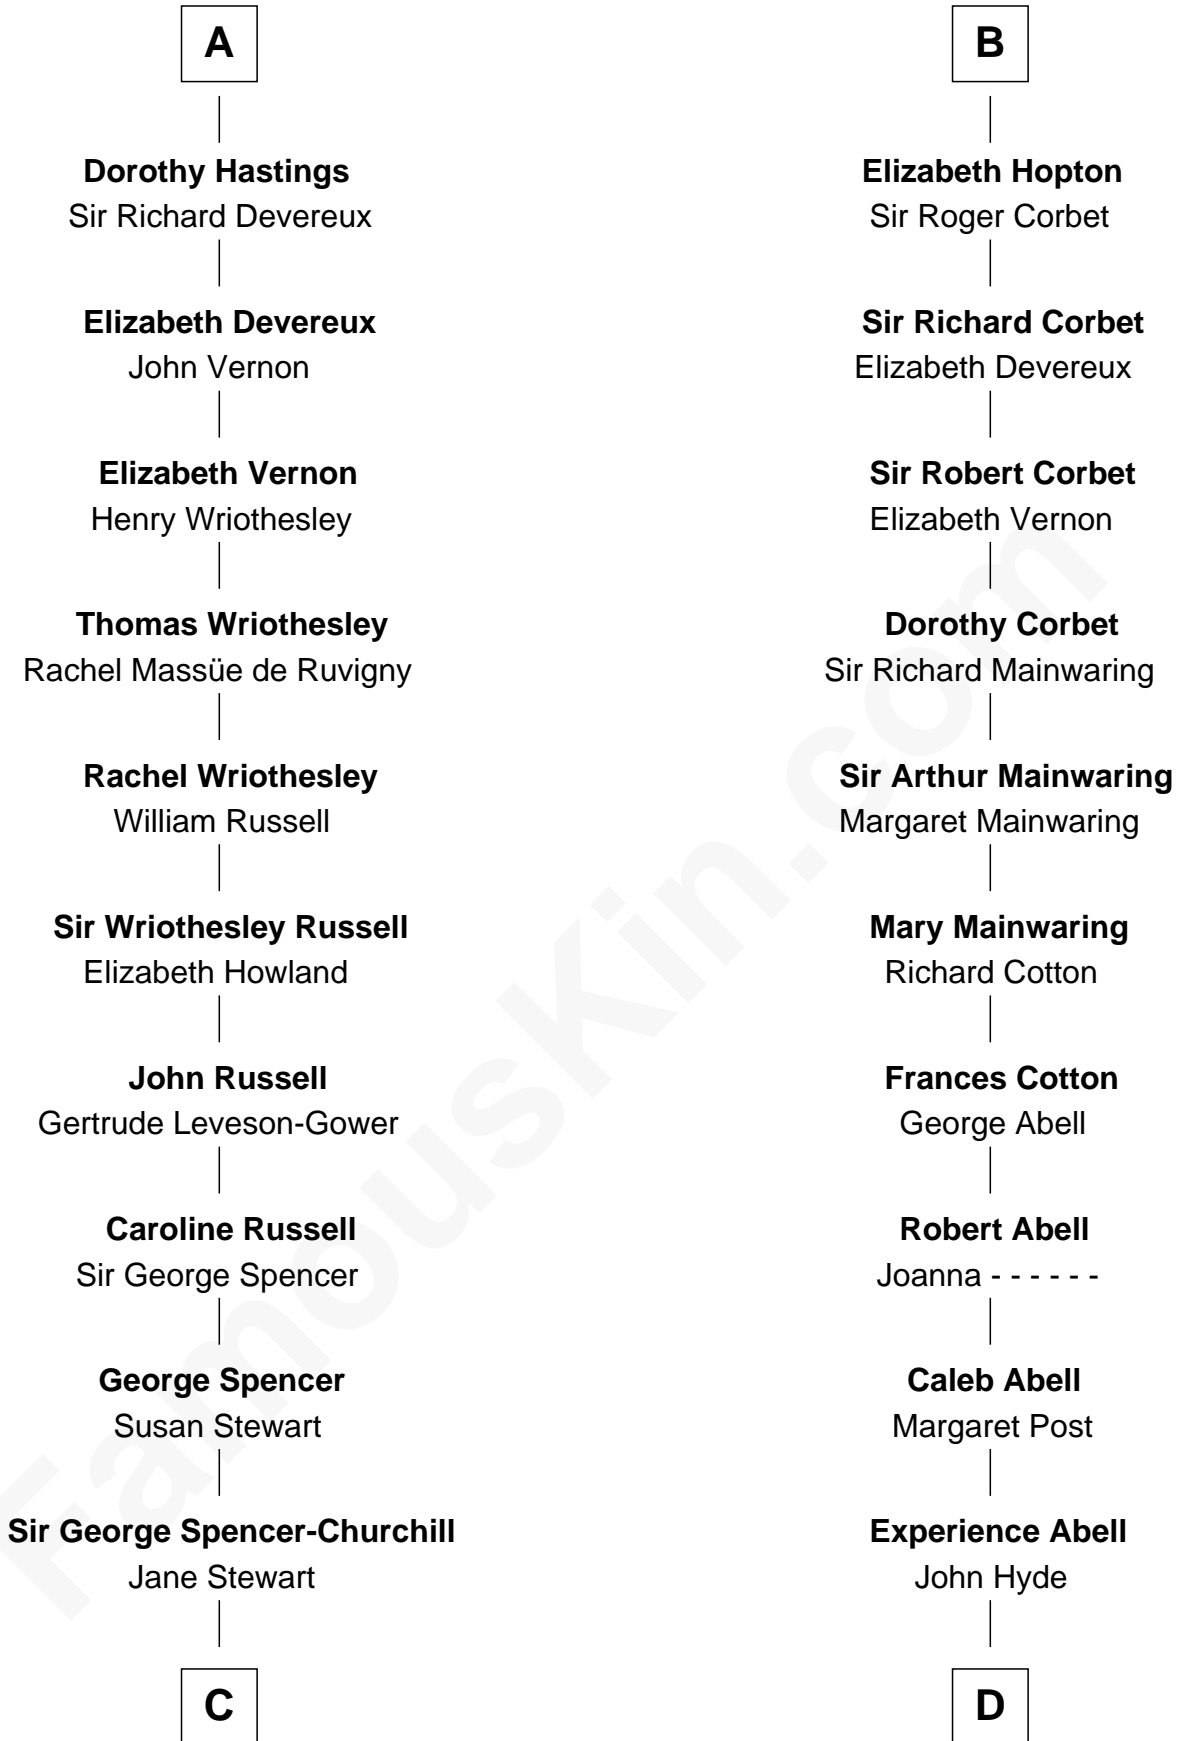 A
Dorothy Hastings
Sir Richard Devereux
Elizabeth Devereux
John Vernon
Elizabeth Vernon
Henry Wriothesley
Thomas Wriothesley
Rachel Massüe de Ruvigny
Rachel Wriothesley
William Russell
Sir Wriothesley Russell
Elizabeth Howland
John Russell
Gertrude Leveson-Gower
Caroline Russell
Sir George Spencer
George Spencer
Susan Stewart
Sir George Spencer-Churchill
Jane Stewart
C
B
Elizabeth Hopton
Sir Roger Corbet
Sir Richard Corbet
Elizabeth Devereux
Sir Robert Corbet
Elizabeth Vernon
Dorothy Corbet
Sir Richard Mainwaring
Sir Arthur Mainwaring
Margaret Mainwaring
Mary Mainwaring
Richard Cotton
Frances Cotton
George Abell
Robert Abell
Joanna - - - - - -
Caleb Abell
Margaret Post
Experience Abell
John Hyde
D
FamousKin.com